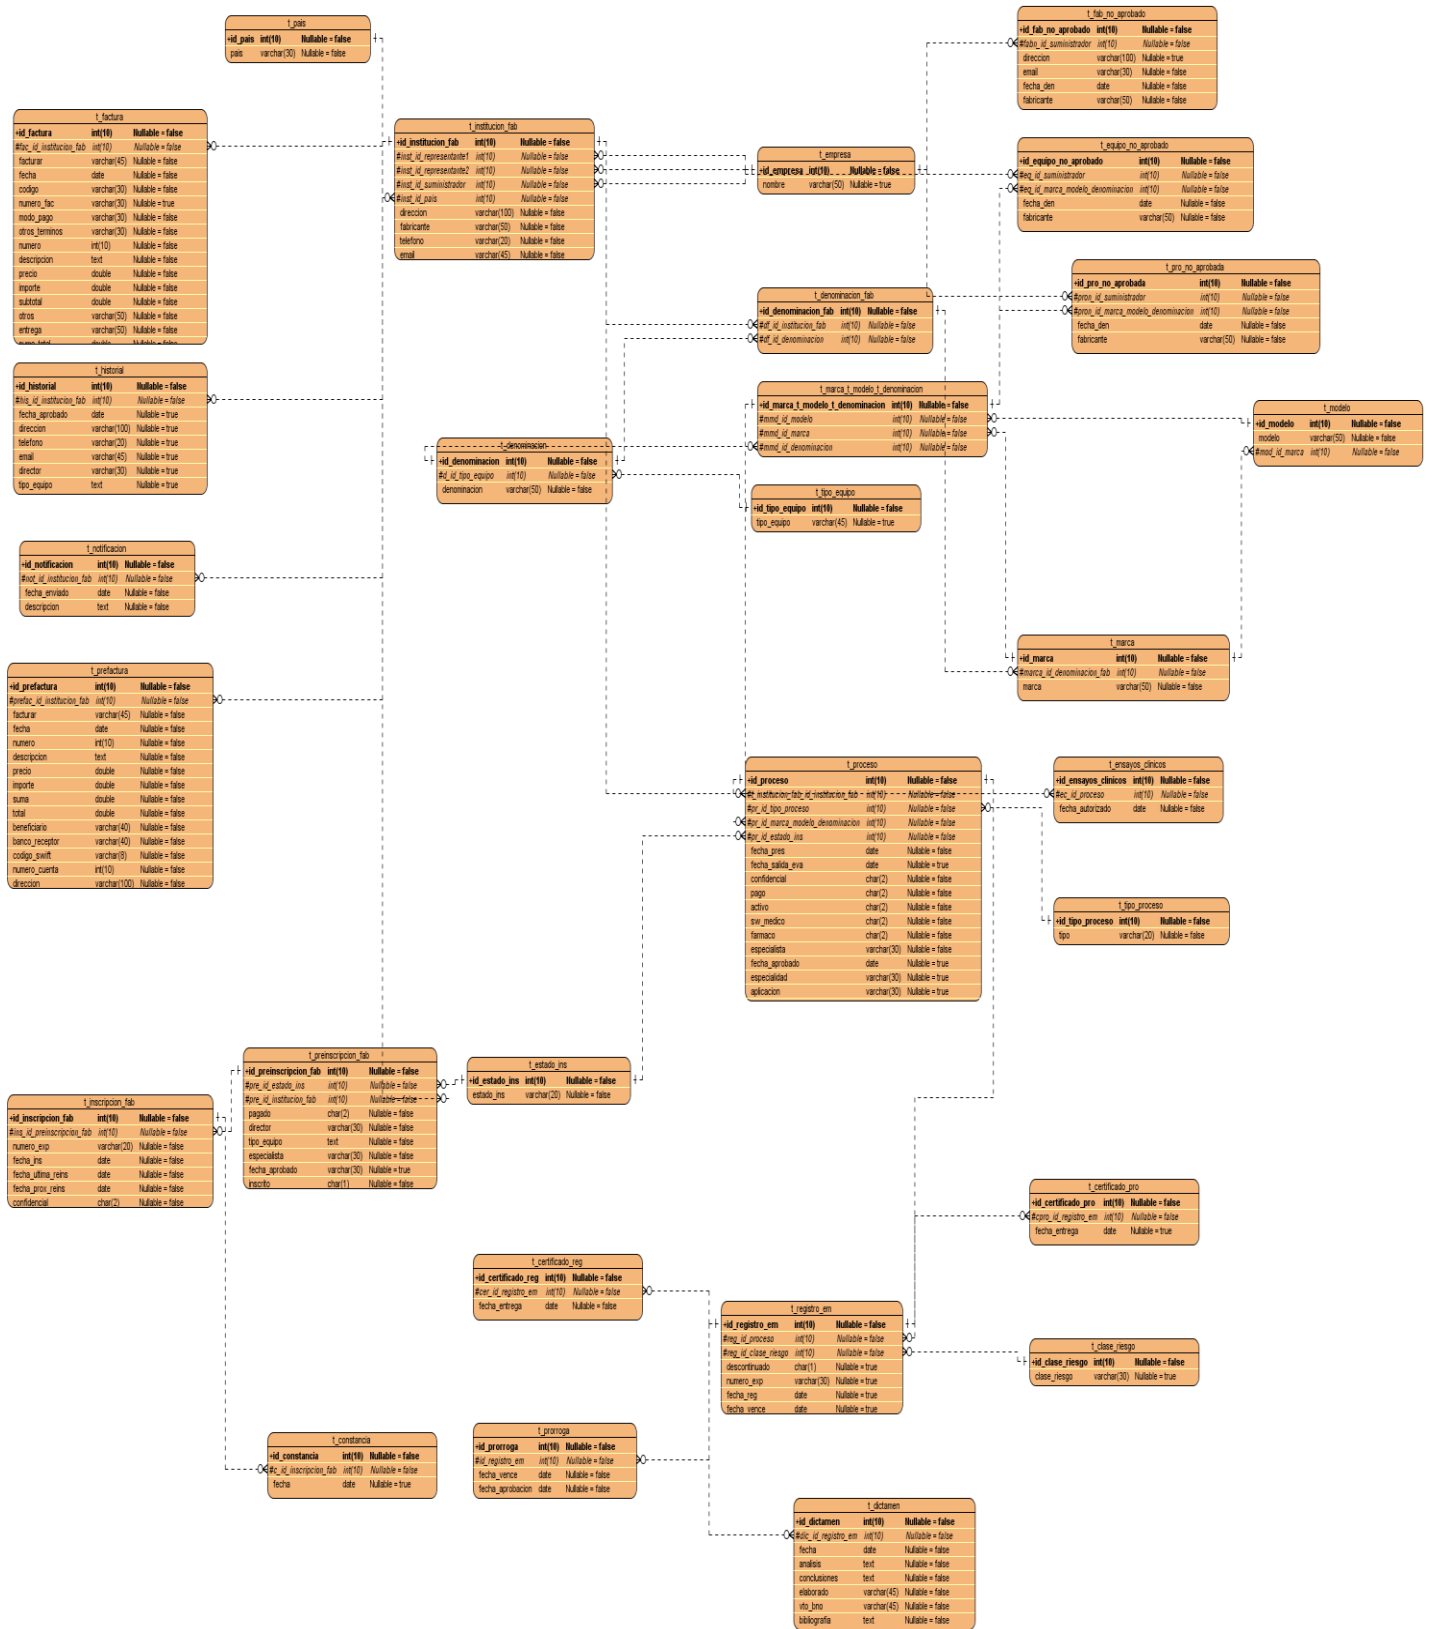 t_pais
+id_pais int(10) Nullable = false
pais varchar(30) Nullable = false
t_fab_no_aprobado
+id_fab_no_aprobado int(10) Nullable = false
#fabn_id_suministrador int(10) Nullable = false
direccion varchar(100) Nullable = true
email varchar(30) Nullable = false
fecha_den date Nullable = false
fabricante varchar(50) Nullable = false
t_factura
+id_factura int(10) Nullable = false
#fac_id_institucion_fab int(10) Nullable = false
facturar varchar(45) Nullable = false
fecha date Nullable = false
codigo varchar(30) Nullable = false
numero_fac varchar(30) Nullable = true
modo_pago varchar(30) Nullable = false
otros_terminos varchar(30) Nullable = false
numero int(10) Nullable = false
descripcion text Nullable = false
precio double Nullable = false
importe double Nullable = false
subtotal double Nullable = false
otros varchar(50) Nullable = false
entrega varchar(50) Nullable = false
t_institucion_fab
+id_institucion_fab int(10) Nullable = false
#inst_id_representante1 int(10) Nullable = false
#inst_id_representante2 int(10) Nullable = false
#inst_id_suministrador int(10) Nullable = false
#inst_id_pais int(10) Nullable = false
direccion varchar(100) Nullable = false
fabricante varchar(50) Nullable = false
telefono varchar(20) Nullable = false
email varchar(45) Nullable = false
t_empresa
+id_empresa int(10) Nullable = false
nombre varchar(50) Nullable = true
t_equipo_no_aprobado
+id_equipo_no_aprobado int(10) Nullable = false
#eq_id_suministrador int(10) Nullable = false
#eq_id_marca_modelo_denominacion int(10) Nullable = false
fecha_den date Nullable = false
fabricante varchar(50) Nullable = false
t_pro_no_aprobada
+id_pro_no_aprobada int(10) Nullable = false
#pron_id_suministrador int(10) Nullable = false
#pron_id_marca_modelo_denominacion int(10) Nullable = false
fecha_den date Nullable = false
fabricante varchar(50) Nullable = false
t_denominacion_fab
+id_denominacion_fab int(10) Nullable = false
#df_id_institucion_fab int(10) Nullable = false
#df_id_denominacion int(10) Nullable = false
t_historial
+id_historial int(10) Nullable = false
#his_id_institucion_fab int(10) Nullable = false
fecha_aprobado date Nullable = true
direccion varchar(100) Nullable = true
telefono varchar(20) Nullable = true
email varchar(45) Nullable = true
director varchar(30) Nullable = true
tipo_equipo text Nullable = true
t_marca_t_modelo_t_denominacion
+id_marca_t_modelo_t_denominacion int(10) Nullable = false
#mmd_id_modelo int(10) Nullable = false
#mmd_id_marca int(10) Nullable = false
#mmd_id_denominacion int(10) Nullable = false
t_modelo
+id_modelo int(10) Nullable = false
modelo varchar(50) Nullable = false
#mod_id_marca int(10) Nullable = false
t_denominacion
+id_denominacion int(10) Nullable = false
#d_id_tipo_equipo int(10) Nullable = false
denominacion varchar(50) Nullable = false
t_tipo_equipo
+id_tipo_equipo int(10) Nullable = false
tipo_equipo varchar(45) Nullable = true
t_notificacion
+id_notificacion int(10) Nullable = false
#not_id_institucion_fab int(10) Nullable = false
fecha_enviado date Nullable = false
descripcion text Nullable = false
t_marca
+id_marca int(10) Nullable = false
#marca_id_denominacion_fab int(10) Nullable = false
marca varchar(50) Nullable = false
t_prefactura
+id_prefactura int(10) Nullable = false
#prefac_id_institucion_fab int(10) Nullable = false
facturar varchar(45) Nullable = false
fecha date Nullable = false
numero int(10) Nullable = false
descripcion text Nullable = false
precio double Nullable = false
importe double Nullable = false
suma double Nullable = false
total double Nullable = false
beneficiario varchar(40) Nullable = false
banco_receptor varchar(40) Nullable = false
codigo_swift varchar(8) Nullable = false
numero_cuenta int(10) Nullable = false
direccion varchar(100) Nullable = false
t_proceso
+id_proceso int(10) Nullable = false
#t_institucion_fab_id_institucion_fab int(10) Nullable = false
#pr_id_tipo_proceso int(10) Nullable = false
#pr_id_marca_modelo_denominacion int(10) Nullable = false
#pr_id_estado_ins int(10) Nullable = false
fecha_pres date Nullable = false
fecha_salida_eva date Nullable = true
confidencial char(2) Nullable = false
pago char(2) Nullable = false
activo char(2) Nullable = false
sw_medico char(2) Nullable = false
farmaco char(2) Nullable = false
especialista varchar(30) Nullable = false
fecha_aprobado date Nullable = true
especialidad varchar(30) Nullable = true
aplicacion varchar(30) Nullable = true
t_ensayos_clinicos
+id_ensayos_clinicos int(10) Nullable = false
#ec_id_proceso int(10) Nullable = false
fecha_autorizado date Nullable = false
t_tipo_proceso
+id_tipo_proceso int(10) Nullable = false
tipo varchar(20) Nullable = false
t_preinscripcion_fab
+id_preinscripcion_fab int(10) Nullable = false
#pre_id_estado_ins int(10) Nullable = false
#pre_id_institucion_fab int(10) Nullable = false
pagado char(2) Nullable = false
director varchar(30) Nullable = false
tipo_equipo text Nullable = false
especialista varchar(30) Nullable = false
fecha_aprobado varchar(30) Nullable = true
inscrito char(1) Nullable = false
t_estado_ins
+id_estado_ins int(10) Nullable = false
estado_ins varchar(20) Nullable = false
t_inscripcion_fab
+id_inscripcion_fab int(10) Nullable = false
#ins_id_preinscripcion_fab int(10) Nullable = false
numero_exp varchar(20) Nullable = false
fecha_ins date Nullable = false
fecha_ultima_reins date Nullable = false
fecha_prox_reins date Nullable = false
confidencial char(2) Nullable = false
t_certificado_pro
+id_certificado_pro int(10) Nullable = false
#cpro_id_registro_em int(10) Nullable = false
fecha_entrega date Nullable = true
t_certificado_reg
+id_certificado_reg int(10) Nullable = false
#cer_id_registro_em int(10) Nullable = false
fecha_entrega date Nullable = false
t_registro_em
+id_registro_em int(10) Nullable = false
#reg_id_proceso int(10) Nullable = false
#reg_id_clase_riesgo int(10) Nullable = false
descontinuado char(1) Nullable = true
numero_exp varchar(30) Nullable = true
fecha_reg date Nullable = true
fecha_vence date Nullable = true
t_clase_riesgo
+id_clase_riesgo int(10) Nullable = false
clase_riesgo varchar(30) Nullable = true
t_prorroga
+id_prorroga int(10) Nullable = false
#id_registro_em int(10) Nullable = false
fecha_vence date Nullable = false
fecha_aprobacion date Nullable = false
t_constancia
+id_constancia int(10) Nullable = false
#c_id_inscripcion_fab int(10) Nullable = false
fecha date Nullable = true
t_dictamen
+id_dictamen int(10) Nullable = false
#dic_id_registro_em int(10) Nullable = false
fecha date Nullable = false
analisis text Nullable = false
conclusiones text Nullable = false
elaborado varchar(45) Nullable = false
vto_bno varchar(45) Nullable = false
bibliografia text Nullable = false